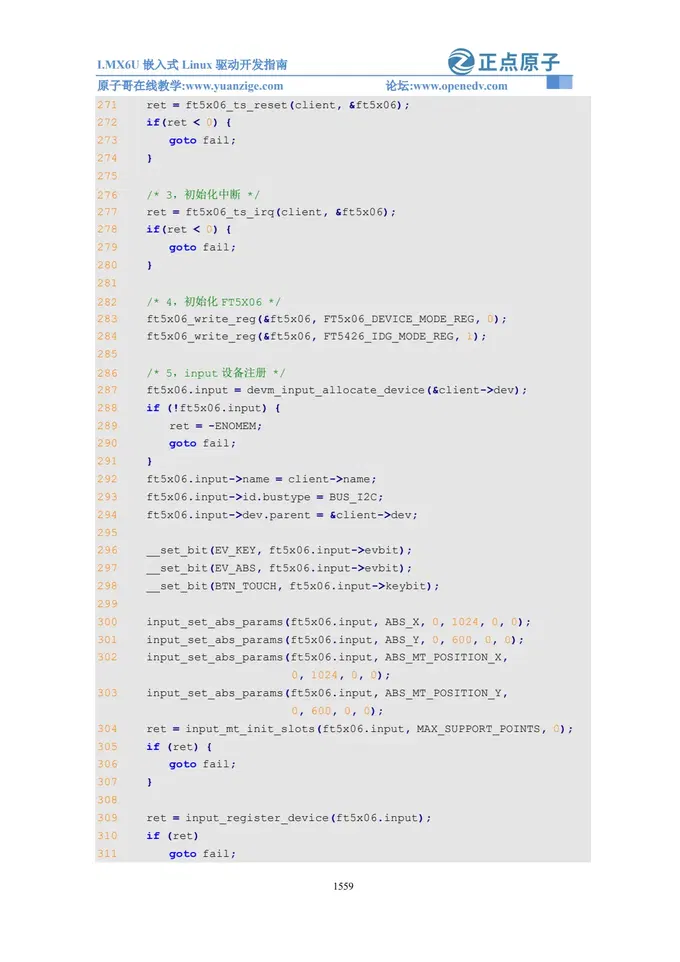 I.MX6U 嵌入式 Linux 驱动开发指南
正点原子
原子哥在线教学:www.yuanzige.com 论坛:www.openedv.com
271 ret = ft5x06_ts_reset(client, &ft5x06);
272 if(ret < 0) {
273 goto fail;
274 }
275
276 /* 3，初始化中断 */
277 ret = ft5x06_ts_irq(client, &ft5x06);
278 if(ret < 0) {
279 goto fail;
280 }
281
282 /* 4，初始化 FT5X06 */
283 ft5x06_write_reg(&ft5x06, FT5x06_DEVICE_MODE_REG, 0);
284 ft5x06_write_reg(&ft5x06, FT5426_IDG_MODE_REG, 1);
285
286 /* 5，input 设备注册 */
287 ft5x06.input = devm_input_allocate_device(&client->dev);
288 if (!ft5x06.input) {
289 ret = -ENOMEM;
290 goto fail;
291 }
292 ft5x06.input->name = client->name;
293 ft5x06.input->id.bustype = BUS_I2C;
294 ft5x06.input->dev.parent = &client->dev;
295
296 __set_bit(EV_KEY, ft5x06.input->evbit);
297 __set_bit(EV_ABS, ft5x06.input->evbit);
298 __set_bit(BTN_TOUCH, ft5x06.input->keybit);
299
300 input_set_abs_params(ft5x06.input, ABS_X, 0, 1024, 0, 0);
301 input_set_abs_params(ft5x06.input, ABS_Y, 0, 600, 0, 0);
302 input_set_abs_params(ft5x06.input, ABS_MT_POSITION_X,
0, 1024, 0, 0);
303 input_set_abs_params(ft5x06.input, ABS_MT_POSITION_Y,
0, 600, 0, 0);
304 ret = input_mt_init_slots(ft5x06.input, MAX_SUPPORT_POINTS, 0);
305 if (ret) {
306 goto fail;
307 }
308
309 ret = input_register_device(ft5x06.input);
310 if (ret)
311 goto fail;
1559